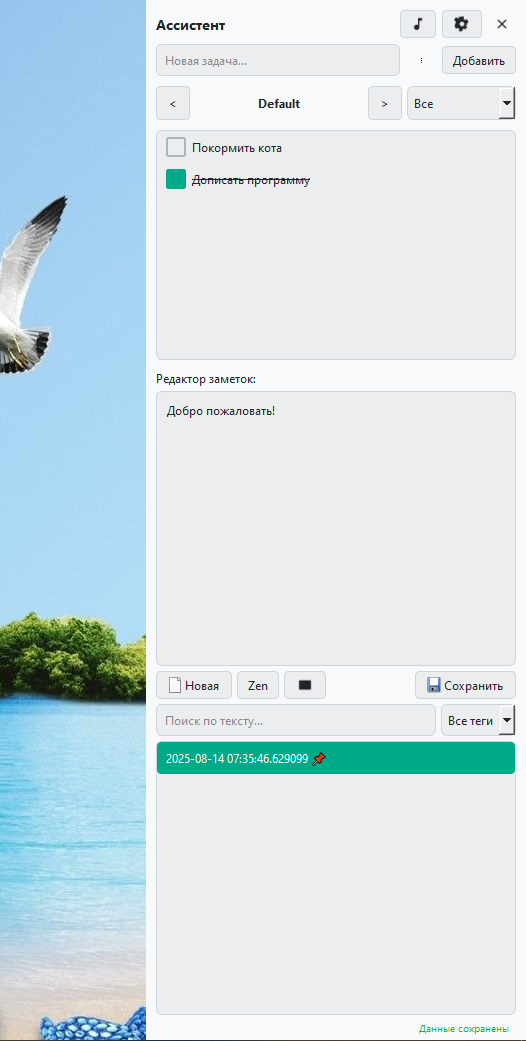 Ассистент
Новая задача...
Добавить
<
Default
>
Все
Покормить кота
Дописать программу
Редактор заметок:
Добро пожаловать!
Новая
Zen
Сохранить
Поиск по тексту...
Все теги
2025-08-14 07:35:46.629099
Данные сохранены